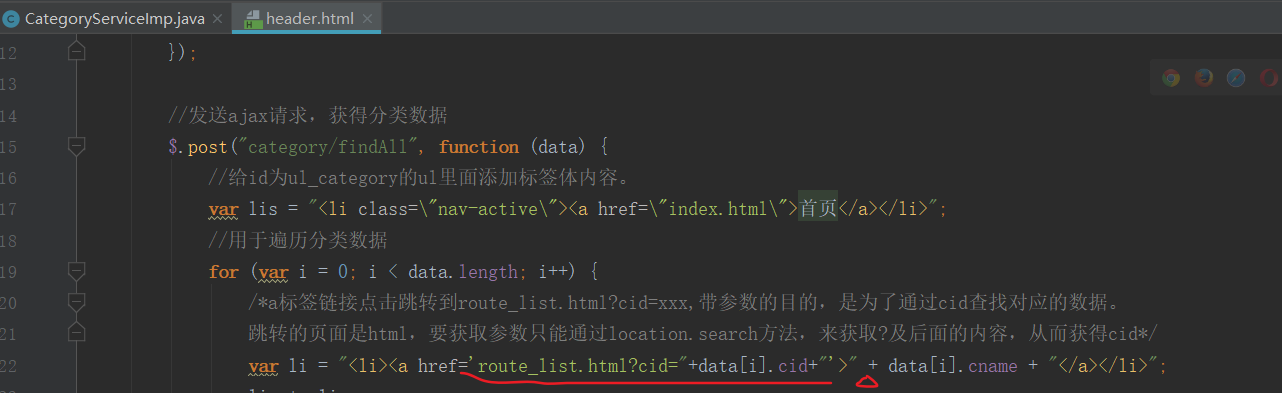 CategoryServiceImp.java header.html
12 });
13
14 //发送ajax请求，获得分类数据
15 $.post("category/findAll", function (data) {
16 //给id为ul_category的ul里面添加标签体内容。
17 var lis = "<li class=\"nav-active\"><a href=\"index.html\">首页</a></li>";
18 //用于遍历分类数据
19 for (var i = 0; i < data.length; i++) {
20 /*a标签链接点击跳转到route_list.html?cid=xxx,带参数的目的，是为了通过cid查找对应的数据。
21 跳转的页面是html，要获取参数只能通过location.search方法，来获取?及后面的内容，从而获得cid*/
22 var li = "<li><a href='route_list.html?cid="+data[i].cid+"'>" + data[i].cname + "</a></li>";